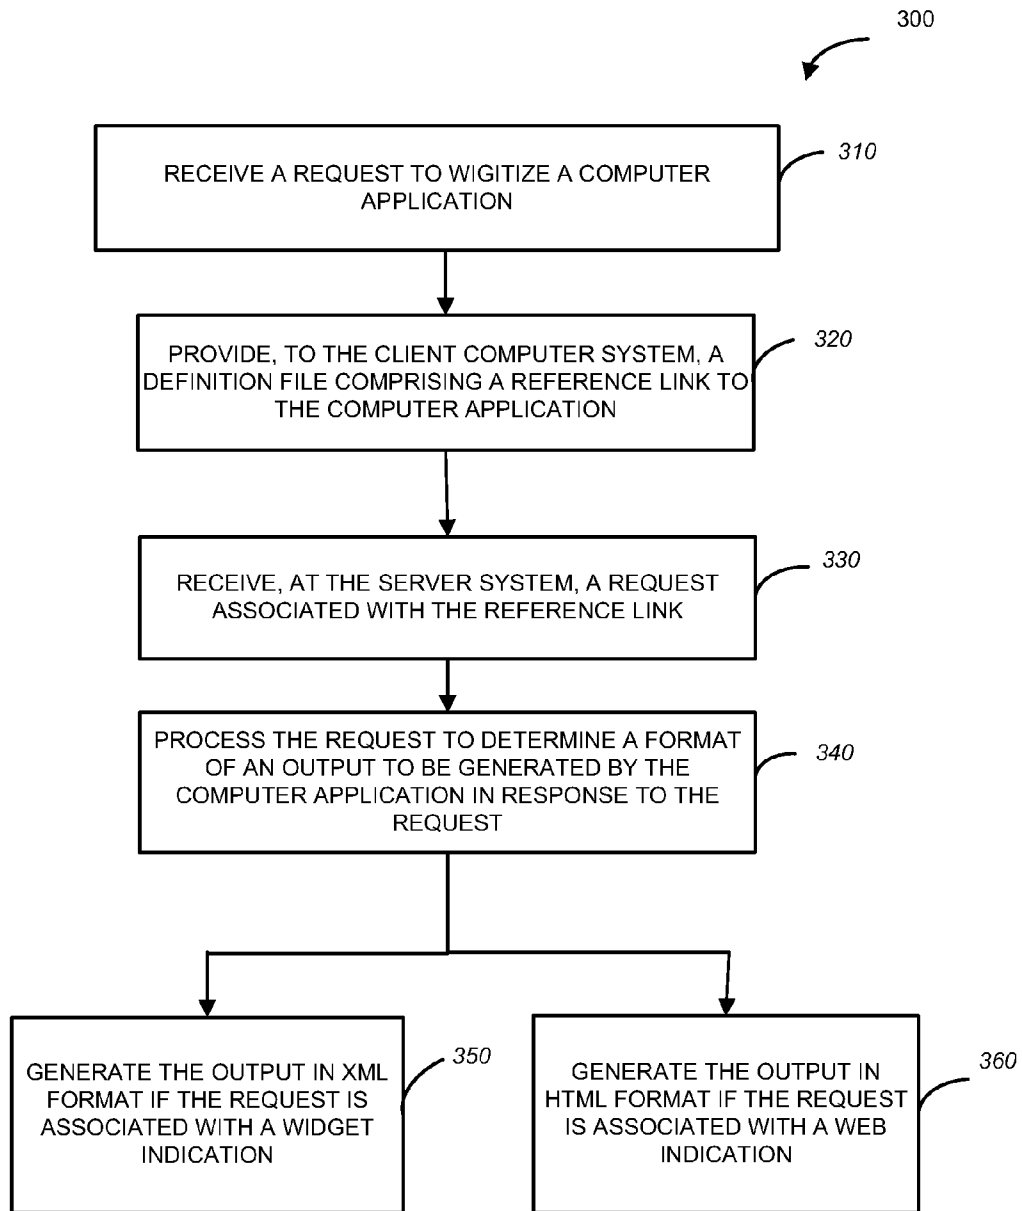 300
RECEIVE A REQUEST TO WIGITIZE A COMPUTER
APPLICATION
310
PROVIDE, TO THE CLIENT COMPUTER SYSTEM, A
DEFINITION FILE COMPRISING A REFERENCE LINK TO
THE COMPUTER APPLICATION
320
RECEIVE, AT THE SERVER SYSTEM, A REQUEST
ASSOCIATED WITH THE REFERENCE LINK
330
PROCESS THE REQUEST TO DETERMINE A FORMAT
OF AN OUTPUT TO BE GENERATED BY THE
COMPUTER APPLICATION IN RESPONSE TO THE
REQUEST
340
GENERATE THE OUTPUT IN XML
FORMAT IF THE REQUEST IS
ASSOCIATED WITH A WIDGET
INDICATION
350
GENERATE THE OUTPUT IN
HTML FORMAT IF THE REQUEST
IS ASSOCIATED WITH A WEB
INDICATION
360